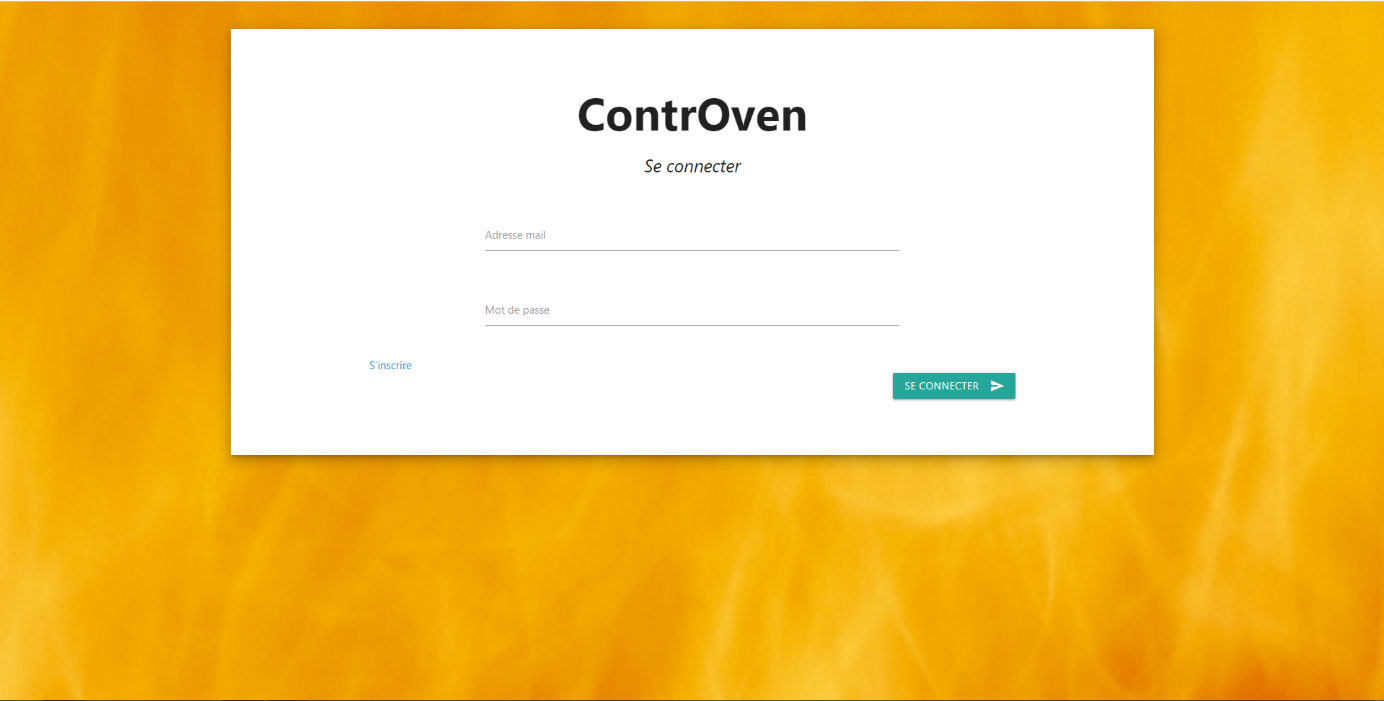 ContrOven
Se connecter
Adresse mail
Mot de passe
S'inscrire
SE CONNECTER